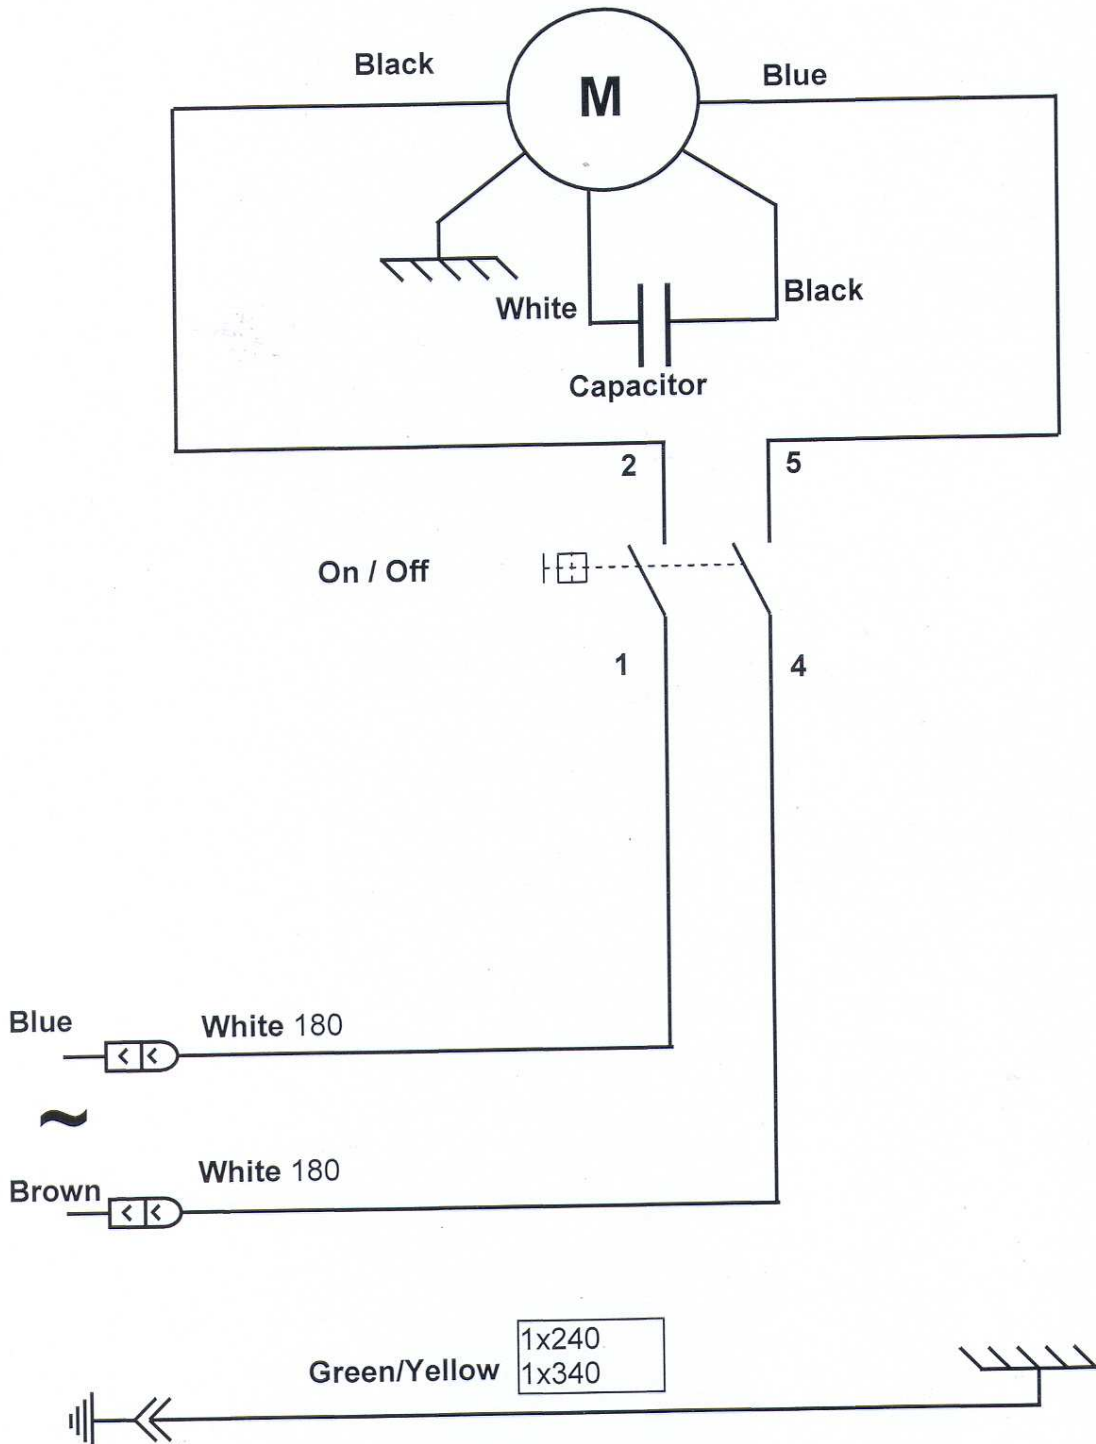 Black
M
Blue
White
Black
Capacitor
2
5
On / Off
1
4
Blue
White 180
~
Brown
White 180
Green/Yellow
1x240
1x340